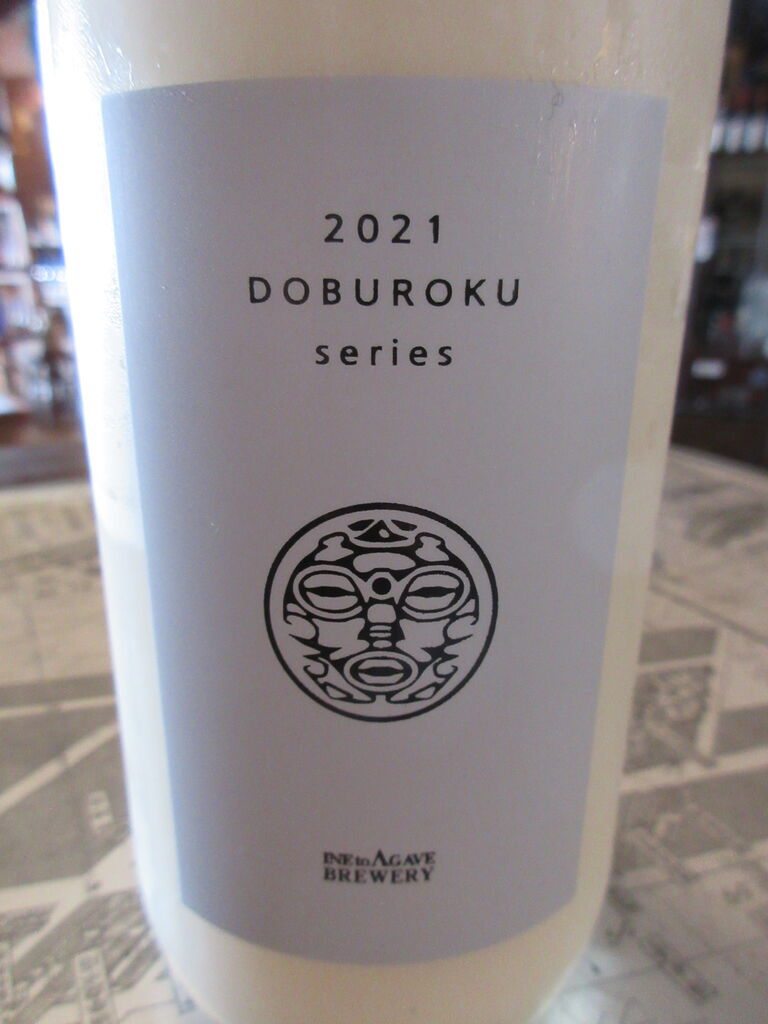 2021
DOBUROKU
series
INE to AGAVE
BREWERY